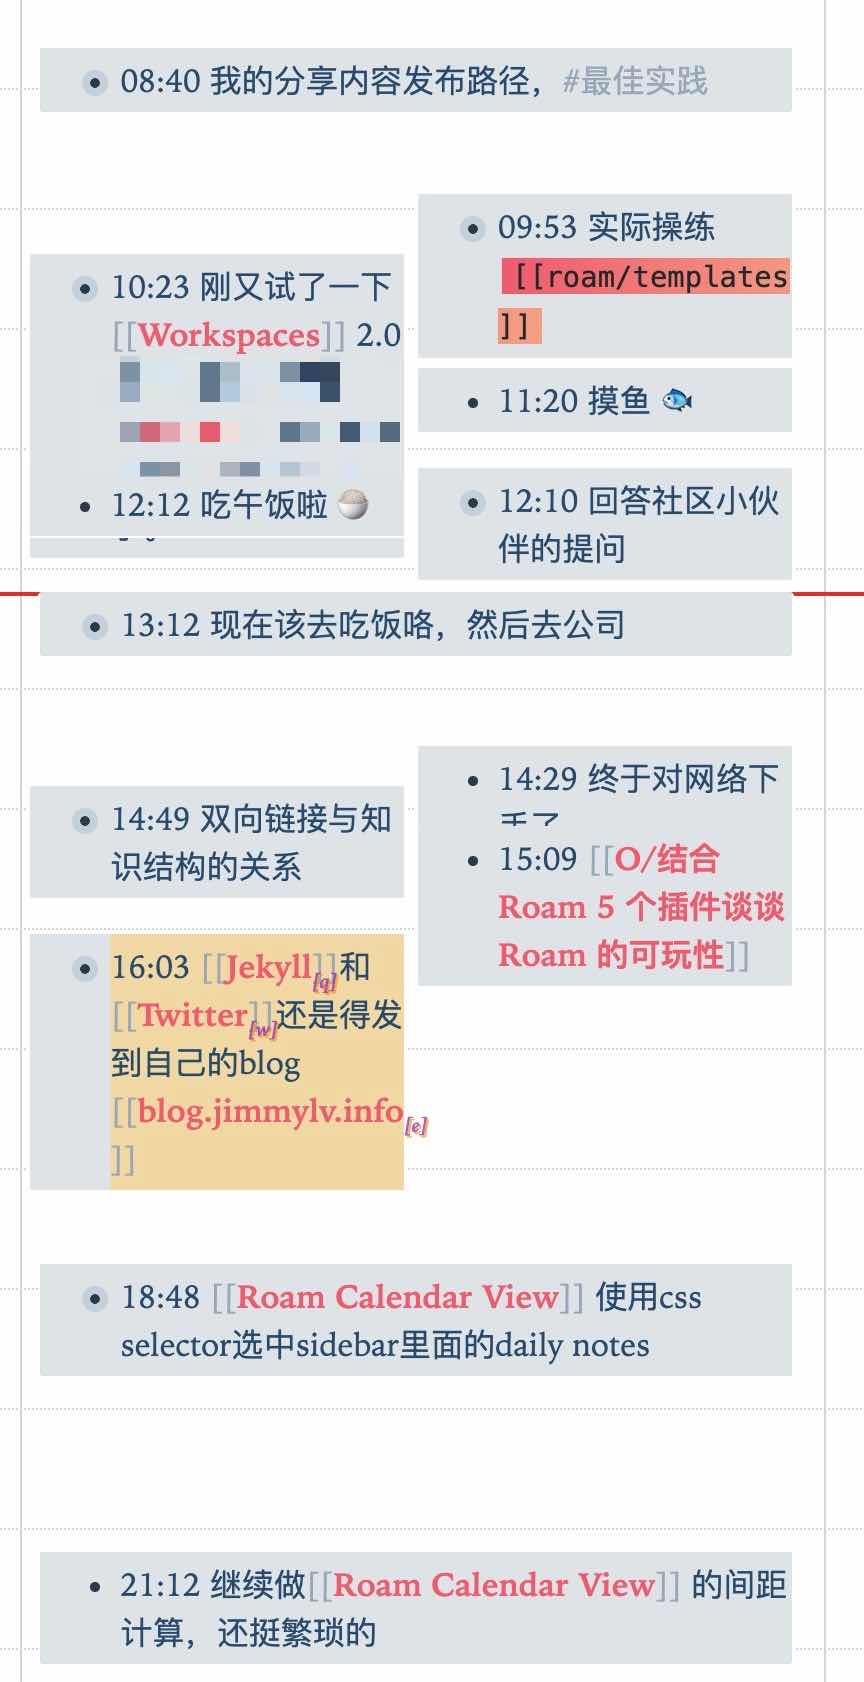 08:40 我的分享内容发布路径，#最佳实践
09:53 实际操练
[[roam/templates
]]
10:23 刚又试了一下
[[Workspaces]] 2.0
11:20 摸鱼 🐟
12:12 吃午饭啦 🍚
12:10 回答社区小伙
伴的提问
13:12 现在该去吃饭咯，然后去公司
14:29 终于对网络下
14:49 双向链接与知
识结构的关系
15:09 [[O/结合
Roam 5 个插件谈谈
Roam 的可玩性]]
16:03 [[Jekyll[q]]]和
[[Twitter[w]]]还是得发
到自己的blog
[[blog.jimmylv.info[e]
]]
18:48 [[Roam Calendar View]] 使用css
selector选中sidebar里面的daily notes
21:12 继续做[[Roam Calendar View]] 的间距
计算，还挺繁琐的